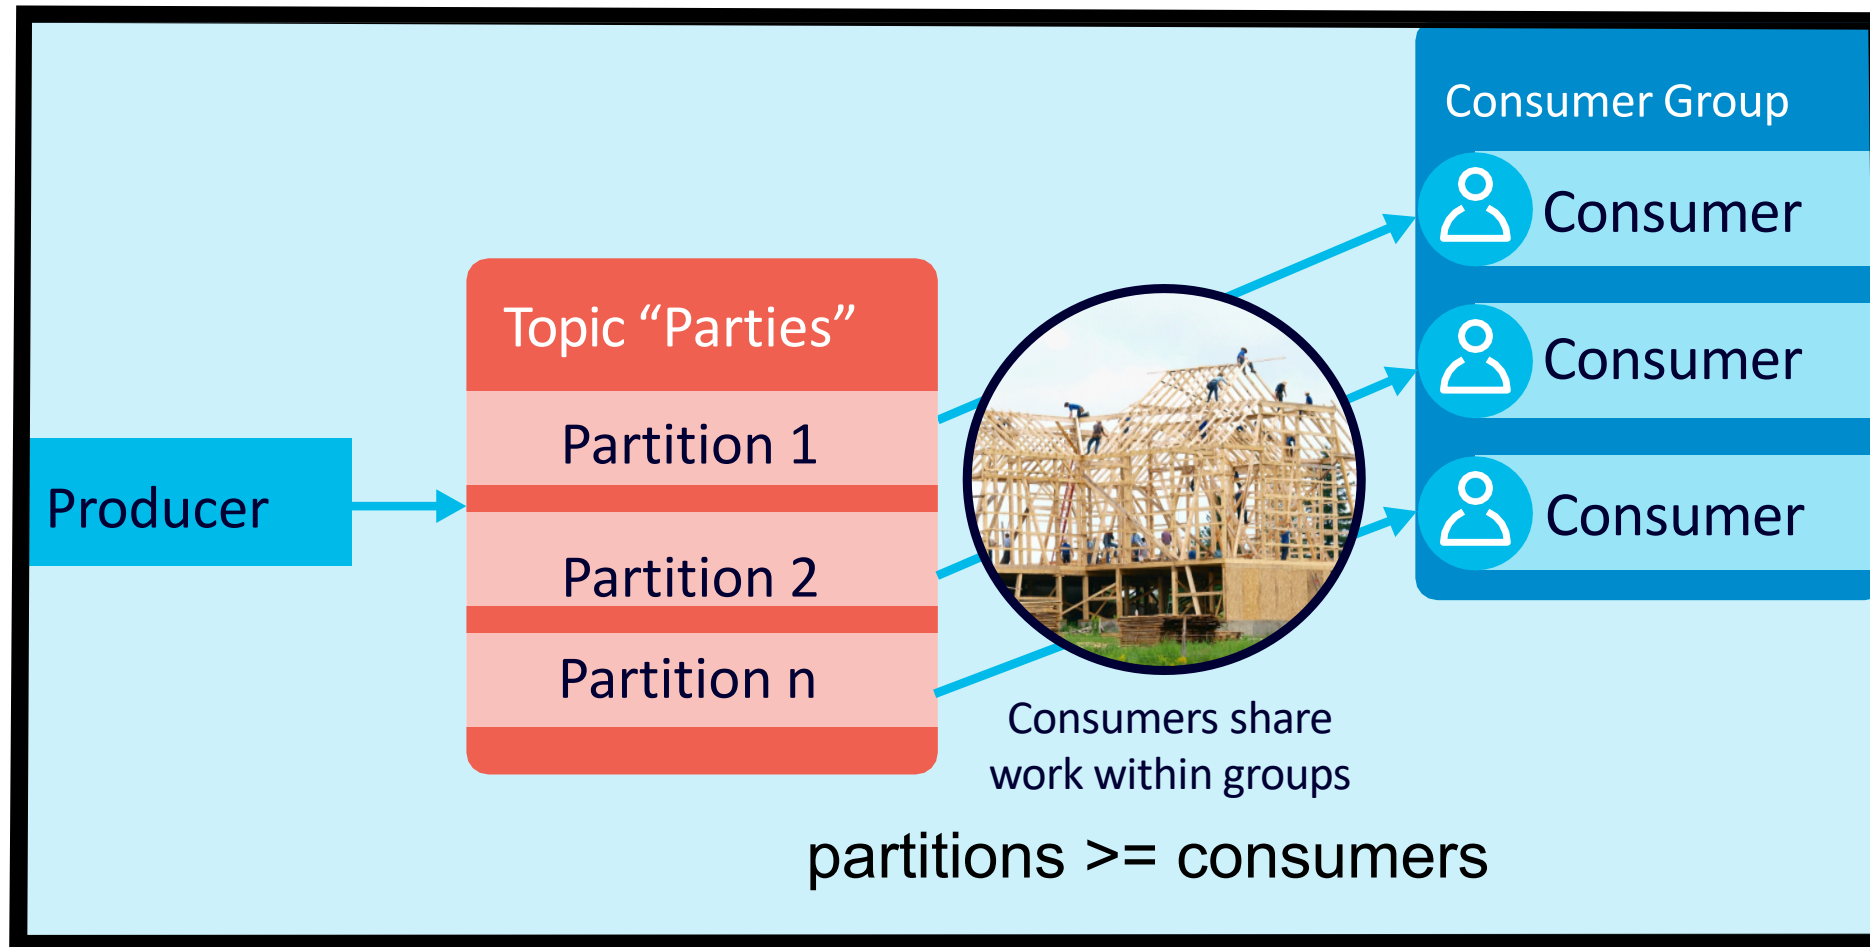 Consumer Group
Consumer
Consumer
Consumer
Topic “Parties”
Partition 1
Partition 2
Partition n
Producer
Consumers share
work within groups
partitions >= consumers